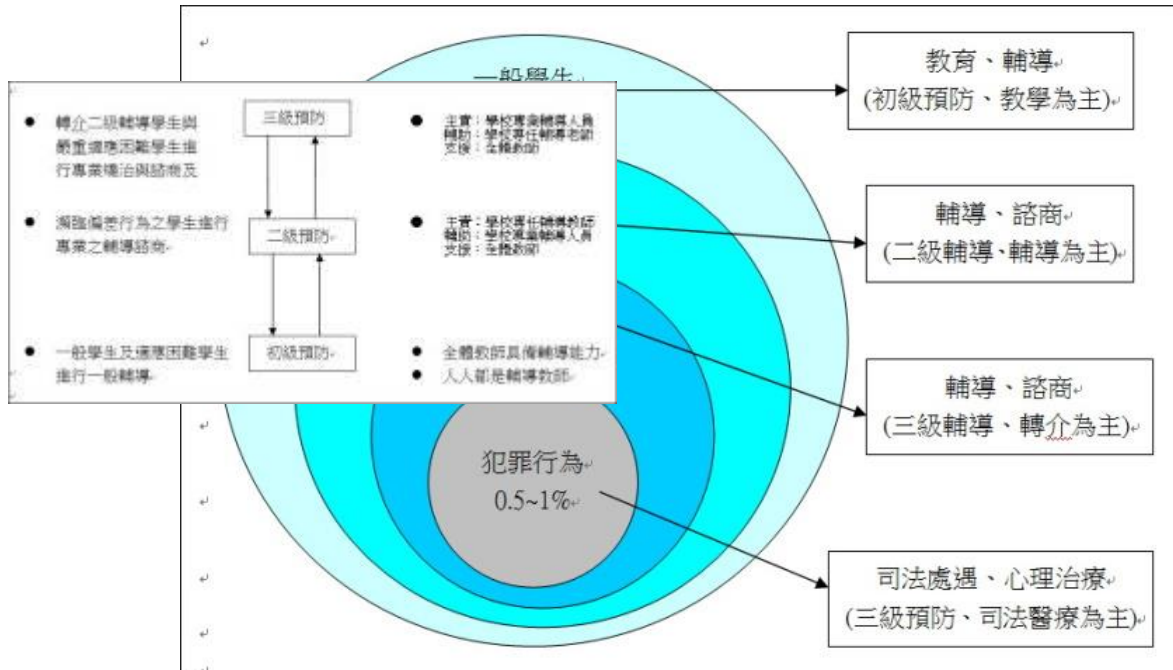 一般學生
教育、輔導
(初級預防、教學為主)
三級預防
轉介二級輔導學生與
嚴重適應困難學生進
行專業矯治與諮商及
主責：學校專業輔導人員
輔助：學校專任輔導老師
支援：全體教師
輔導、諮商
(二級輔導、輔導為主)
二級預防
瀕臨偏差行為之學生進行
專業之輔導諮商
主責：學校專任輔導教師
輔助：學校專業輔導人員
支援：全體教師
初級預防
一般學生及適應困難學生
進行一般輔導
全體教師具備輔導能力
人人都是輔導教師
輔導、諮商
(三級輔導、轉介為主)
犯罪行為
0.5~1%
司法處遇、心理治療
(三級預防、司法醫療為主)